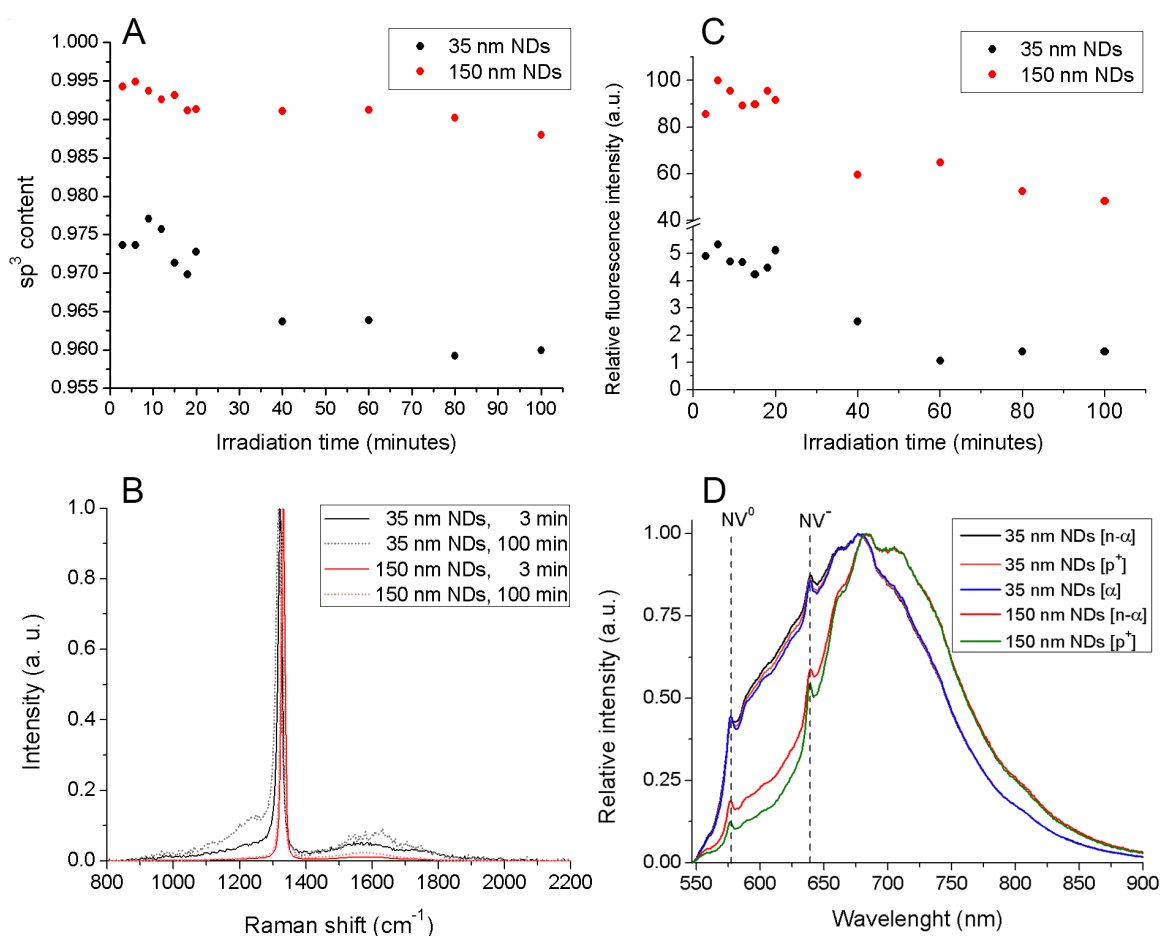 A
35 nm NDs
150 nm NDs
1.000
0.995
0.990
0.985
0.980
0.975
0.970
0.965
0.960
0.955
sp³ content
0 10 20 30 40 50 60 70 80 90 100
Irradiation time (minutes)
C
35 nm NDs
150 nm NDs
100
80
60
40
5
4
3
2
1
0
Relative fluorescence intensity (a.u.)
0 20 40 60 80 100
Irradiation time (minutes)
B
35 nm NDs, 3 min
35 nm NDs, 100 min
150 nm NDs, 3 min
150 nm NDs, 100 min
1.0
0.8
0.6
0.4
0.2
0.0
Intensity (a. u.)
800 1000 1200 1400 1600 1800 2000 2200
Raman shift (cm⁻¹)
D
NV⁰ NV⁻
35 nm NDs [n-α]
35 nm NDs [p⁺]
35 nm NDs [α]
150 nm NDs [n-α]
150 nm NDs [p⁺]
1.00
0.75
0.50
0.25
0.00
Relative intensity (a.u.)
550 600 650 700 750 800 850 900
Wavelenght (nm)